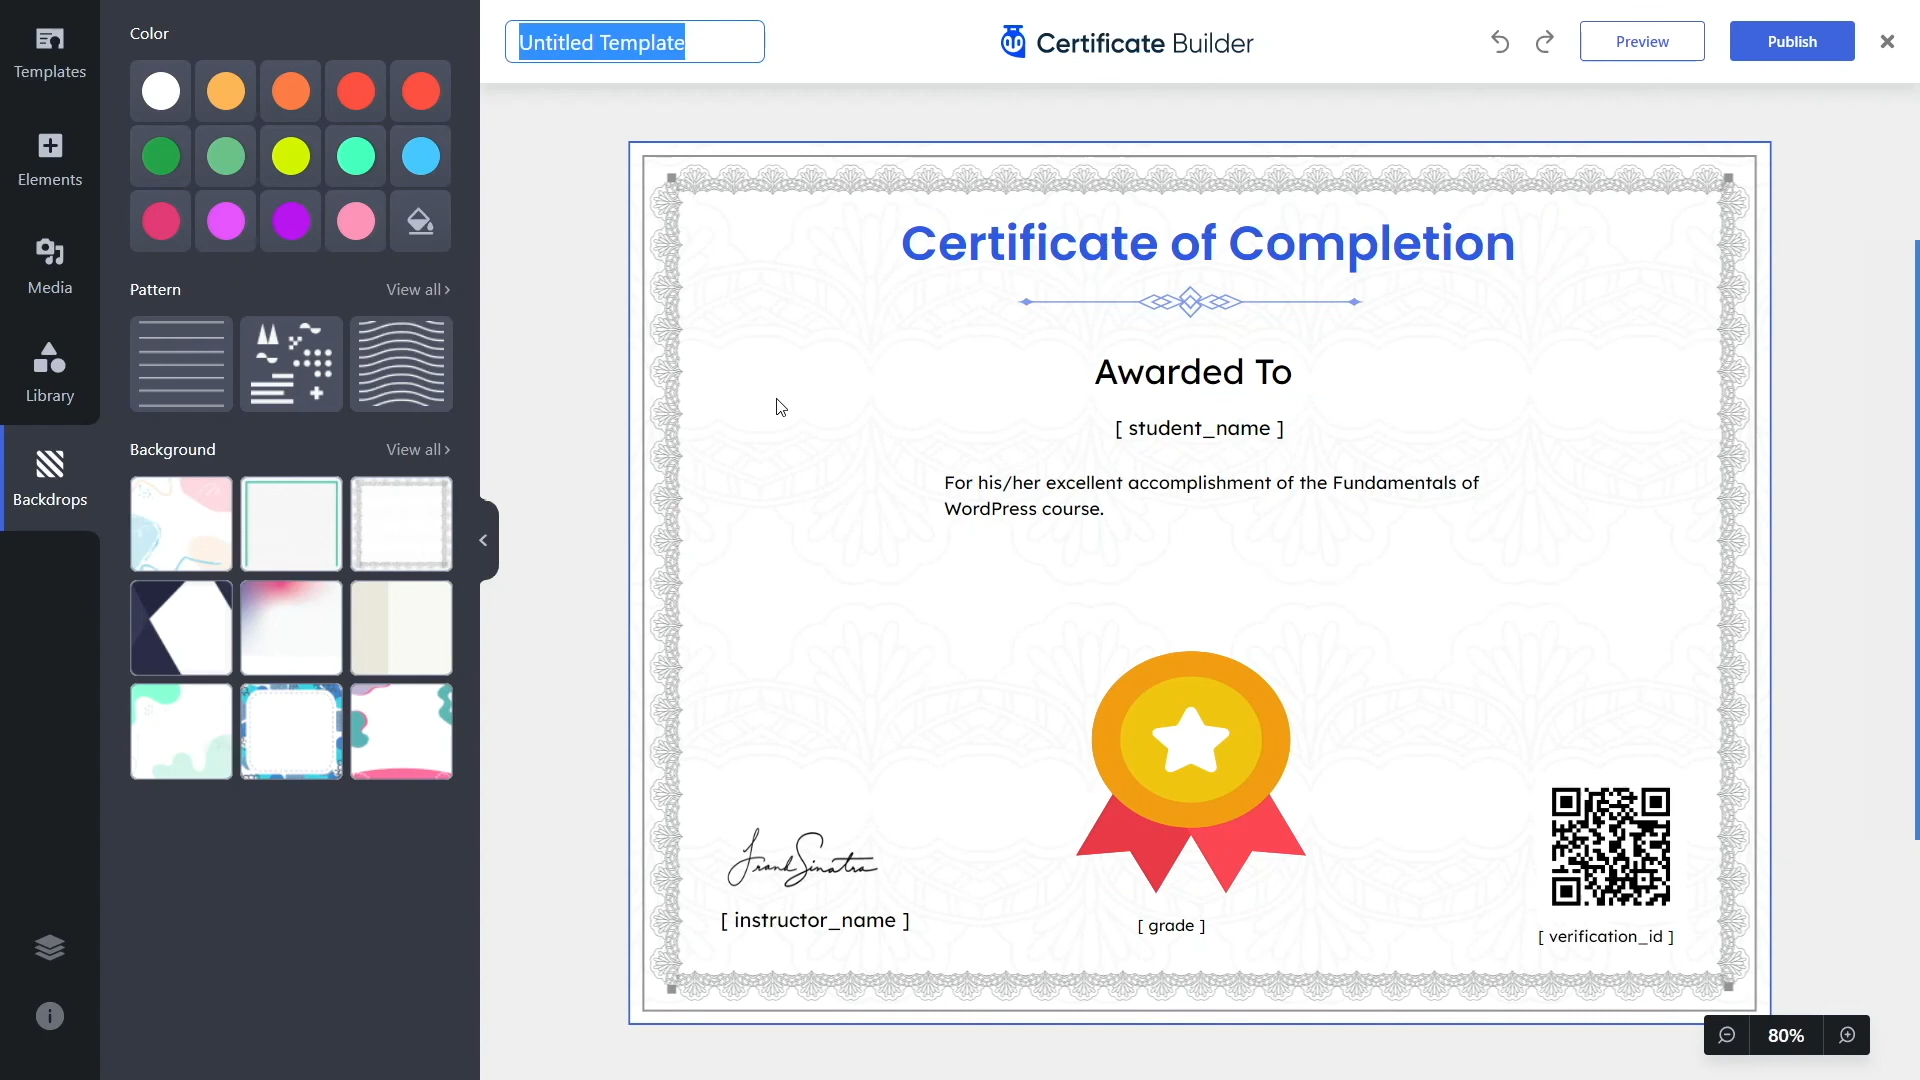 Templates
Elements
Media
Library
Backdrops
Color
Pattern
View all
Background
View all
Untitled Template
Certificate Builder
Preview
Publish
Certificate of Completion
Awarded To
[ student_name ]
For his/her excellent accomplishment of the Fundamentals of
WordPress course.
FrandSinatra
[ instructor_name ]
[ grade ]
[ verification_id ]
80%